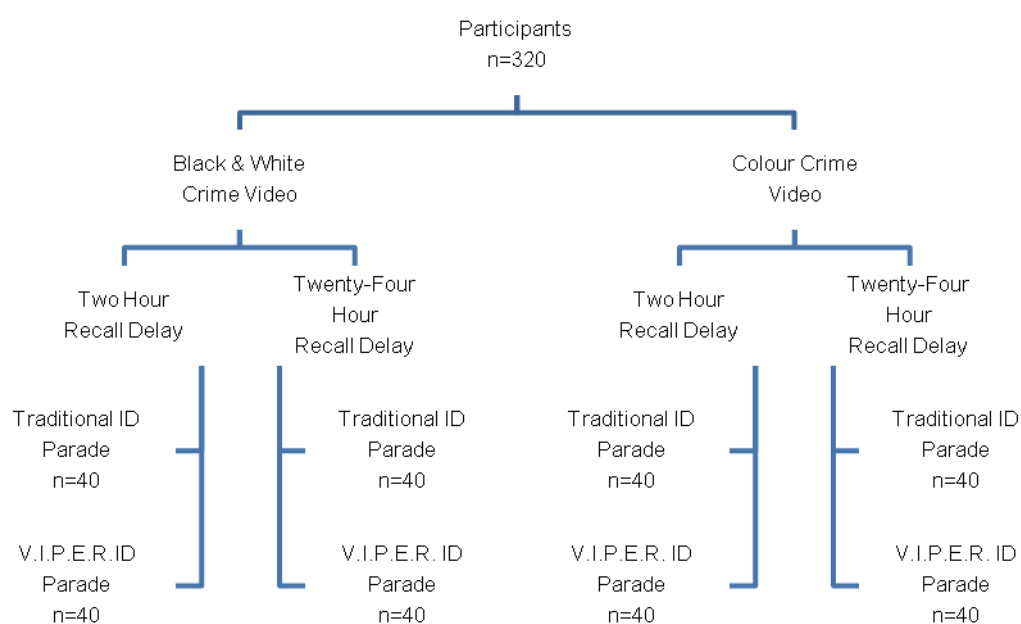 Participants
n=320
Black & White
Crime Video
Colour Crime
Video
Two Hour
Recall Delay
Twenty-Four
Hour
Recall Delay
Two Hour
Recall Delay
Twenty-Four
Hour
Recall Delay
Traditional ID
Parade
n=40
Traditional ID
Parade
n=40
Traditional ID
Parade
n=40
Traditional ID
Parade
n=40
V.I.P.E.R. ID
Parade
n=40
V.I.P.E.R. ID
Parade
n=40
V.I.P.E.R. ID
Parade
n=40
V.I.P.E.R. ID
Parade
n=40